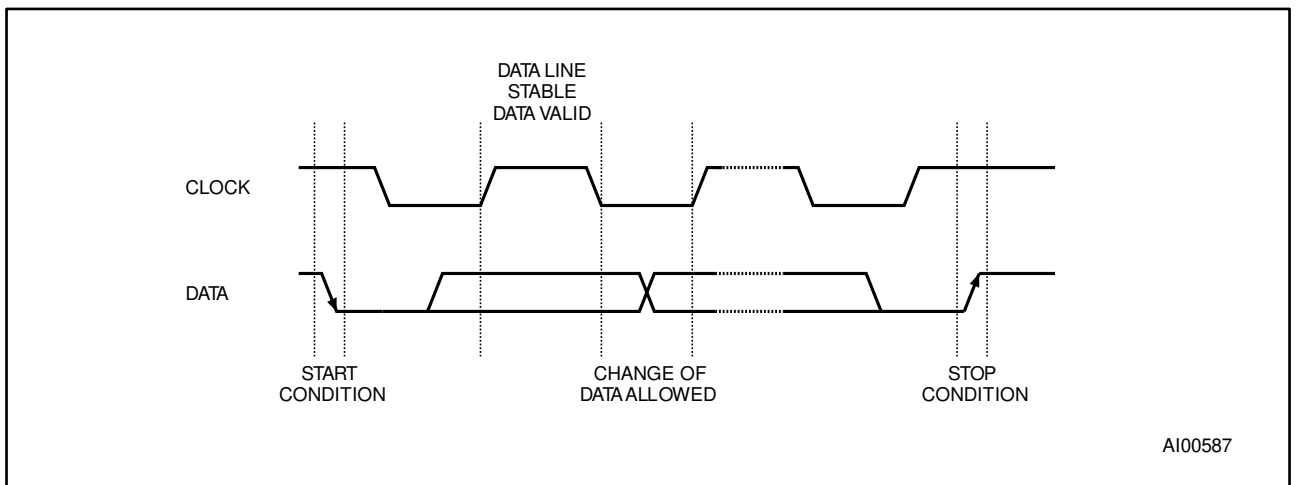 DATA LINE
STABLE
DATA VALID
CLOCK
DATA
START
CONDITION
CHANGE OF
DATA ALLOWED
STOP
CONDITION
AI00587